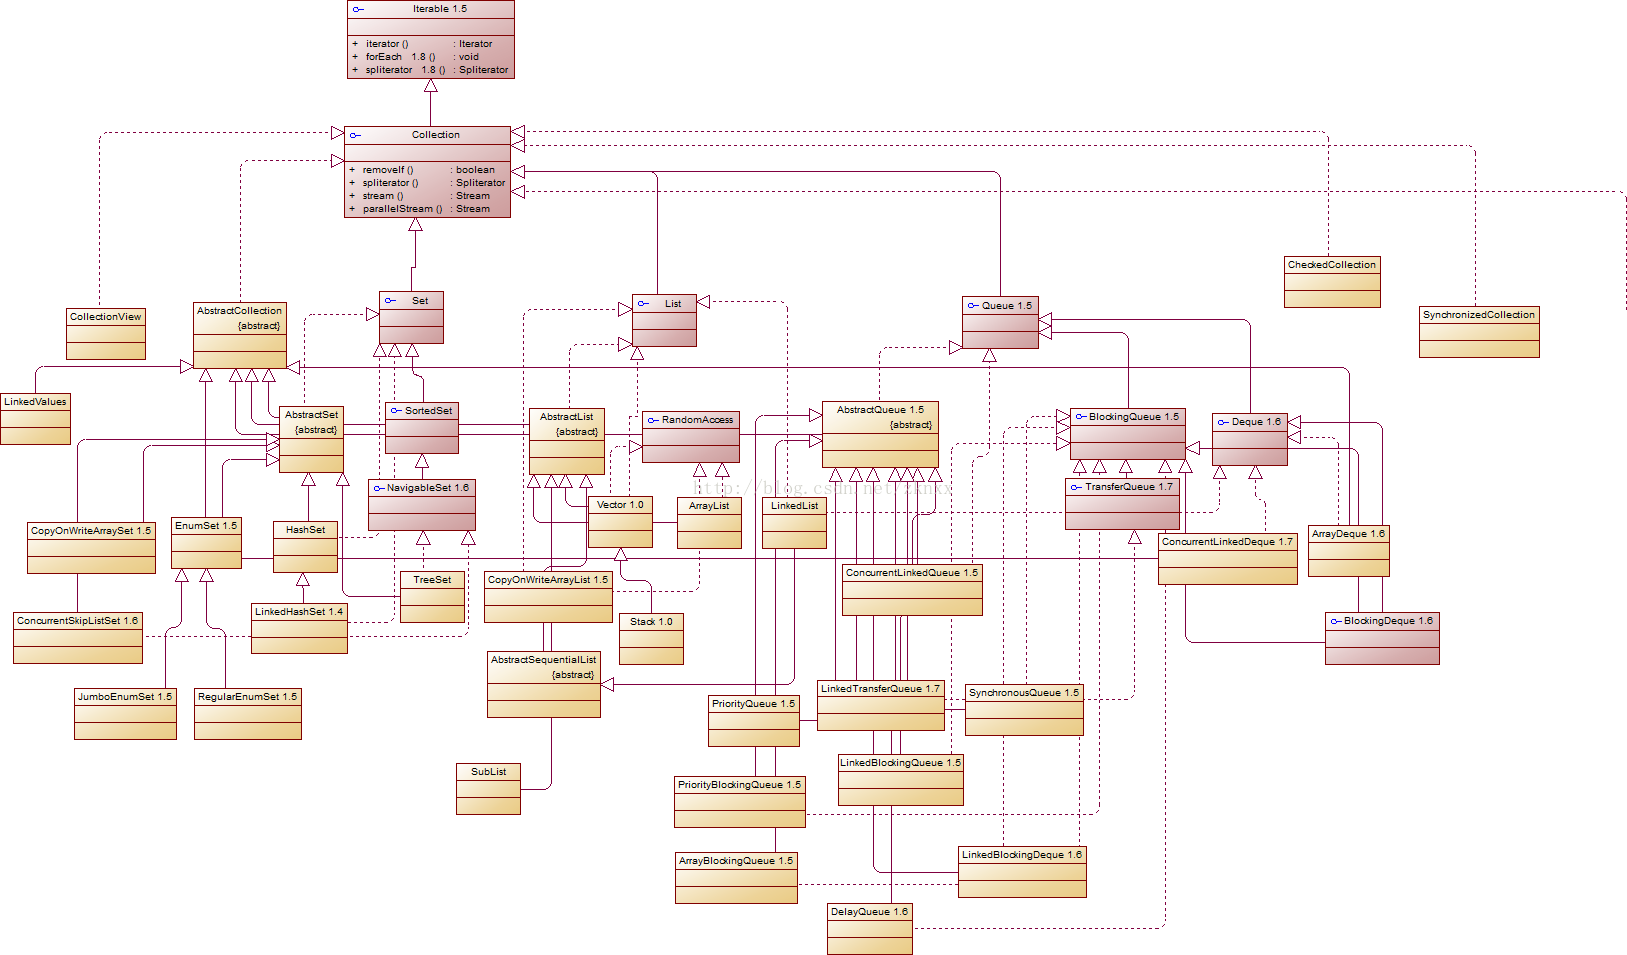 Iterable 1.5
+ iterator () : Iterator
+ forEach 1.8 () : void
+ spliterator 1.8 () : Spliterator
Collection
+ removeIf () : boolean
+ spliterator () : Spliterator
+ stream () : Stream
+ parallelStream () : Stream
CheckedCollection
Set
List
Queue 1.5
AbstractCollection
{abstract}
CollectionView
SynchronizedCollection
LinkedValues
AbstractSet
{abstract}
SortedSet
AbstractList
{abstract}
RandomAccess
AbstractQueue 1.5
{abstract}
BlockingQueue 1.5
Deque 1.6
NavigableSet 1.6
TransferQueue 1.7
http://blog.csdn.net/zknxx
Vector 1.0
ArrayList
LinkedList
CopyOnWriteArraySet 1.5
EnumSet 1.5
HashSet
ConcurrentLinkedDeque 1.7
ArrayDeque 1.6
TreeSet
CopyOnWriteArrayList 1.5
ConcurrentLinkedQueue 1.5
ConcurrentSkipListSet 1.6
LinkedHashSet 1.4
Stack 1.0
BlockingDeque 1.6
AbstractSequentialList
{abstract}
JumboEnumSet 1.5
RegularEnumSet 1.5
PriorityQueue 1.5
LinkedTransferQueue 1.7
SynchronousQueue 1.5
SubList
PriorityBlockingQueue 1.5
LinkedBlockingQueue 1.5
ArrayBlockingQueue 1.5
LinkedBlockingDeque 1.6
DelayQueue 1.6